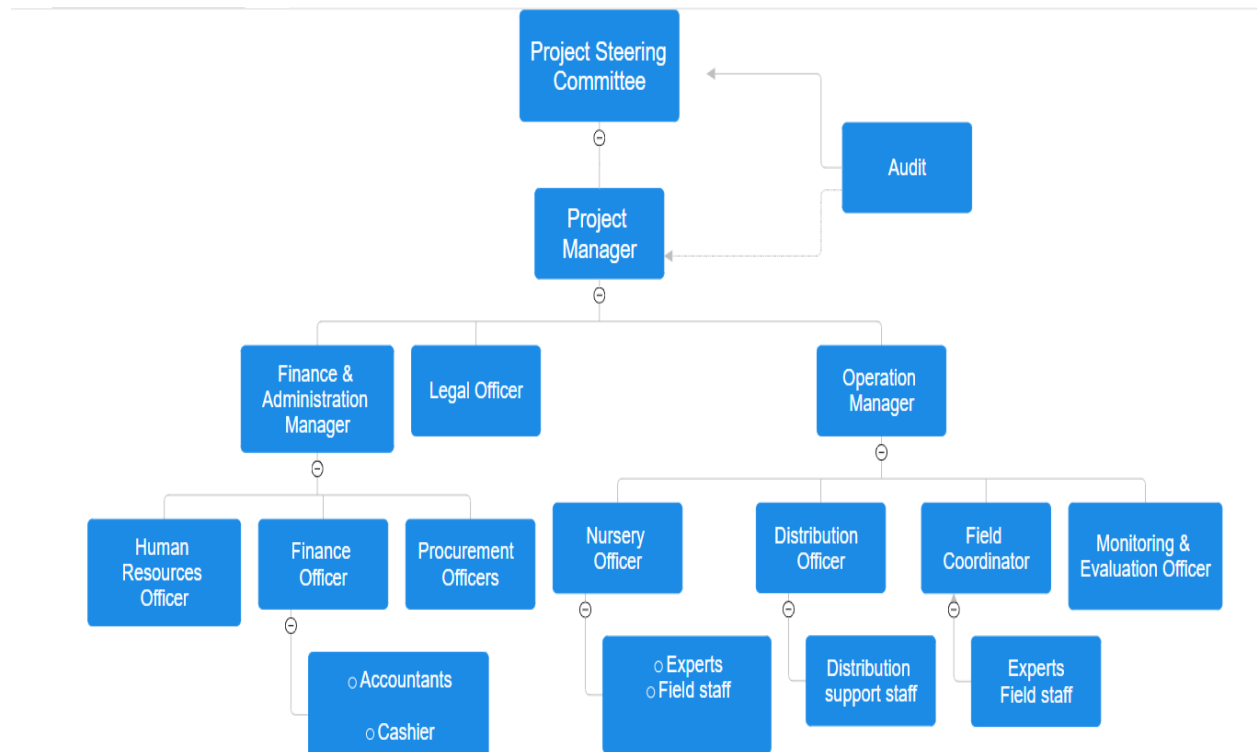 Project Steering
Committee
Audit
Project
Manager
Finance &
Administration
Manager
Legal Officer
Operation
Manager
Human
Resources
Officer
Finance
Officer
Procurement
Officers
Nursery
Officer
Distribution
Officer
Field
Coordinator
Monitoring &
Evaluation Officer
○ Accountants
○ Cashier
○ Experts
○ Field staff
Distribution
support staff
Experts
Field staff